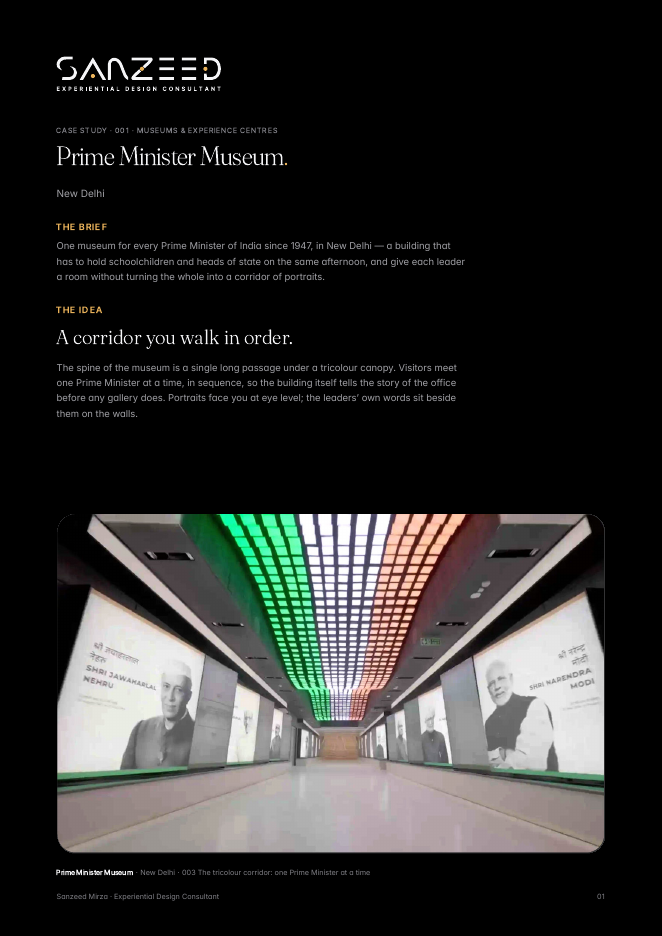 SANZEED
EXPERIENTIAL DESIGN CONSULTANT
CASE STUDY · 001 · MUSEUMS & EXPERIENCE CENTRES
Prime Minister Museum.
New Delhi
THE BRIEF
One museum for every Prime Minister of India since 1947, in New Delhi — a building that
has to hold schoolchildren and heads of state on the same afternoon, and give each leader
a room without turning the whole into a corridor of portraits.
THE IDEA
A corridor you walk in order.
The spine of the museum is a single long passage under a tricolour canopy. Visitors meet
one Prime Minister at a time, in sequence, so the building itself tells the story of the office
before any gallery does. Portraits face you at eye level; the leaders’ own words sit beside
them on the walls.
श्री जवाहरलाल
नेहरू
SHRI JAWAHARLAL
NEHRU
श्री नरेन्द्र
मोदी
SHRI NARENDRA
MODI
Prime Minister Museum · New Delhi · 003 The tricolour corridor: one Prime Minister at a time
Sanzeed Mirza · Experiential Design Consultant
01